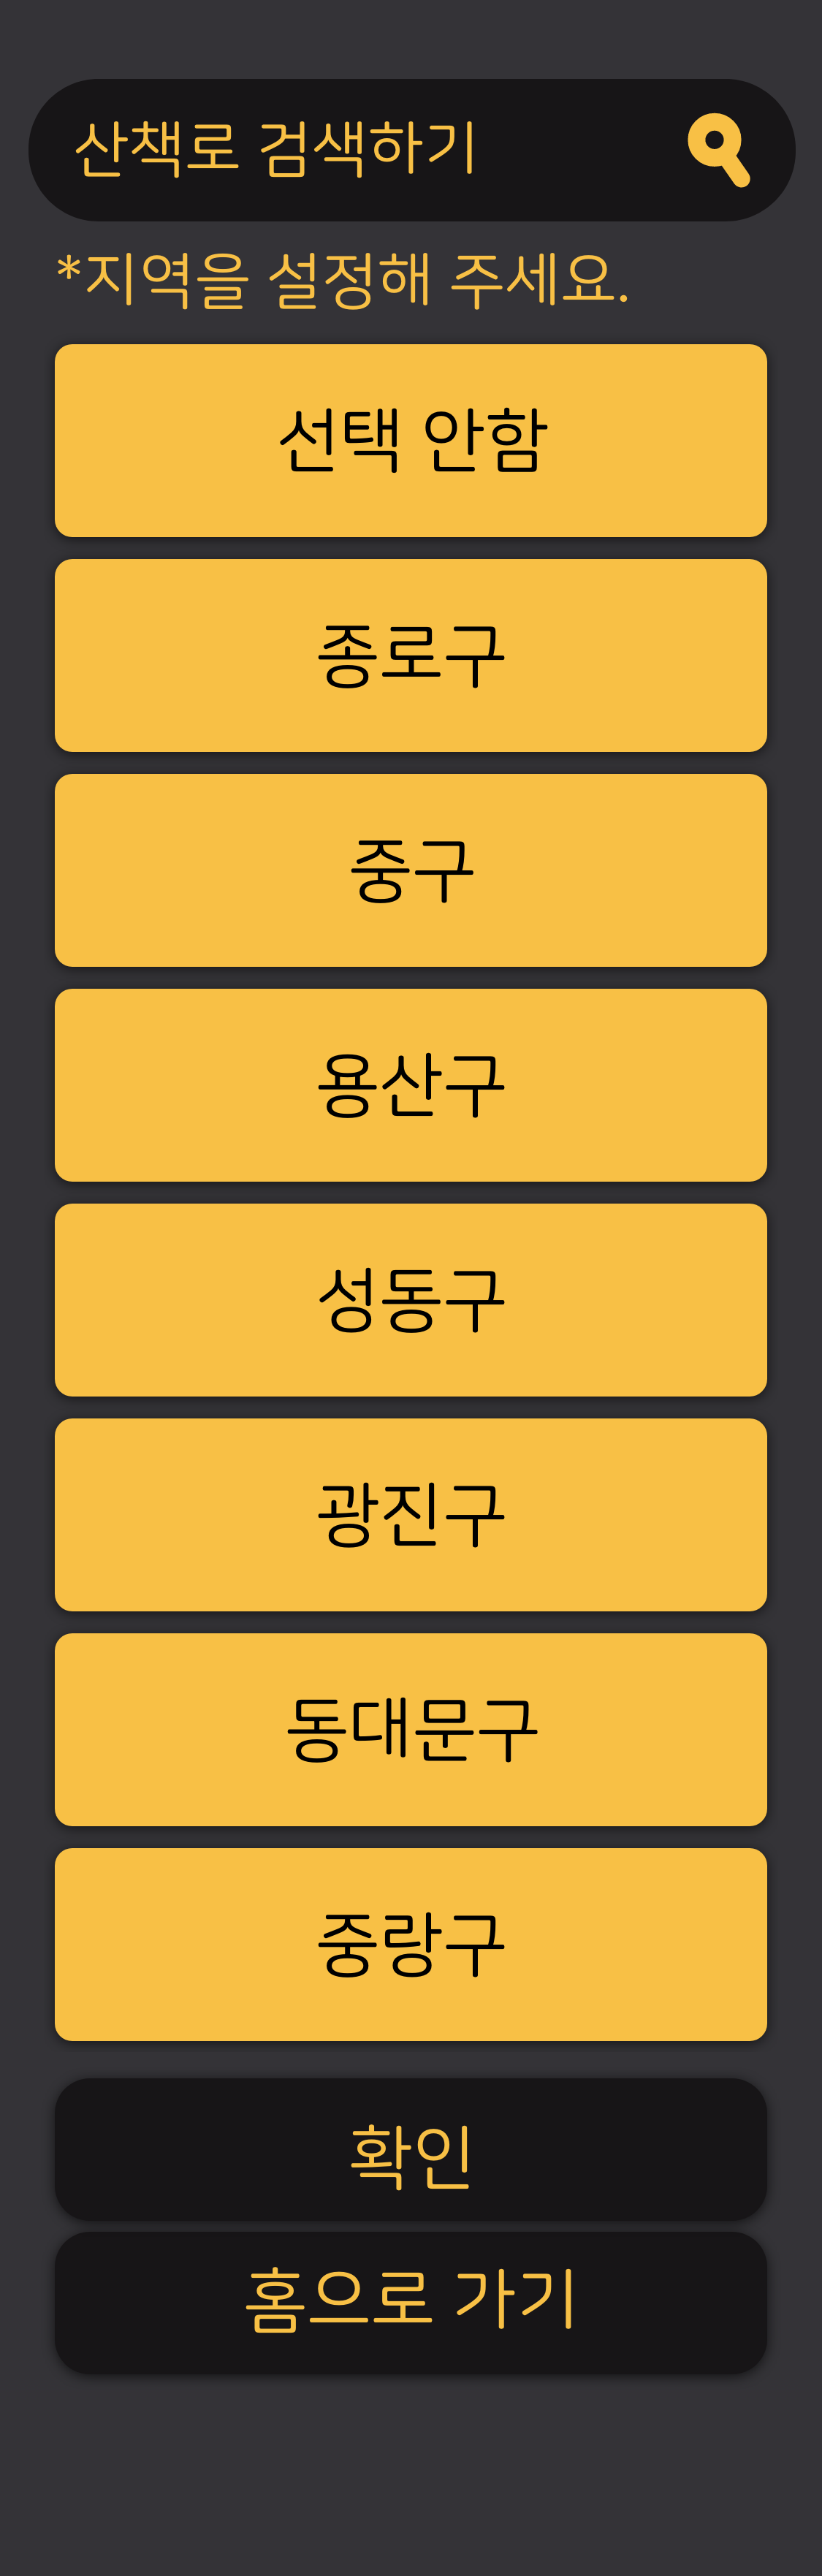 산책로 검색하기
*지역을 설정해 주세요.
선택 안함
종로구
중구
용산구
성동구
광진구
동대문구
중랑구
확인
홈으로 가기